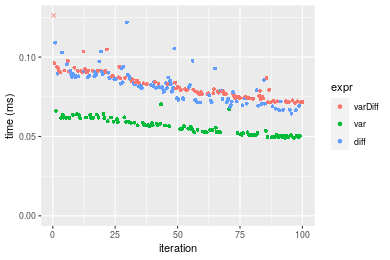 time (ms)
0.10
0.05
0.00
0
25
50
75
100
iteration
expr
varDiff
var
diff